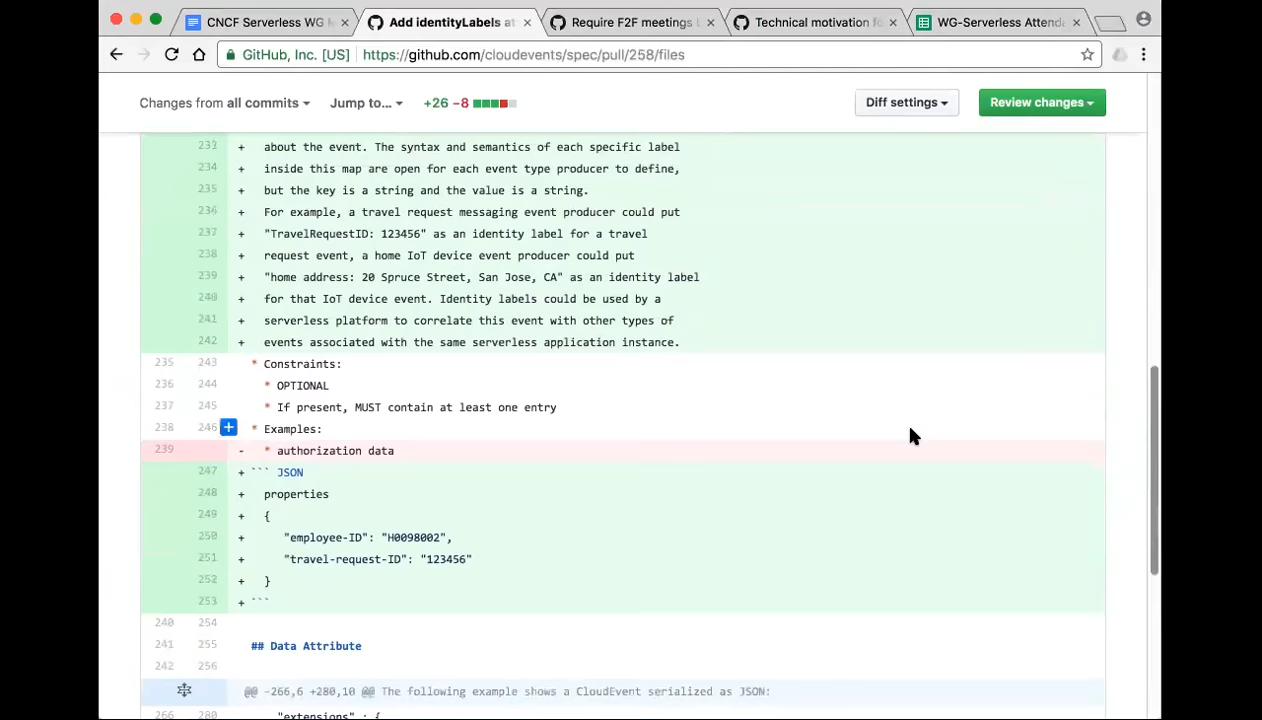 CNCF Serverless WG M
Add identityLabels at
Require F2F meetings
Technical motivation fo
WG-Serverless Attenda
GitHub, Inc. [US]
https://github.com/cloudevents/spec/pull/258/files
Changes from all commits
Jump to...
+26 −8
Diff settings
Review changes
233 + about the event. The syntax and semantics of each specific label
234 + inside this map are open for each event type producer to define,
235 + but the key is a string and the value is a string.
236 + For example, a travel request messaging event producer could put
237 + "TravelRequestID: 123456" as an identity label for a travel
238 + request event, a home IoT device event producer could put
239 + "home address: 20 Spruce Street, San Jose, CA" as an identity label
240 + for that IoT device event. Identity labels could be used by a
241 + serverless platform to correlate this event with other types of
242 + events associated with the same serverless application instance.
235 243 * Constraints:
236 244 * OPTIONAL
237 245 * If present, MUST contain at least one entry
238 246 + * Examples:
239 - * authorization data
247 + ``` JSON
248 + properties
249 + {
250 + "employee-ID": "H0098002",
251 + "travel-request-ID": "123456"
252 + }
253 + ```
240 254
241 255 ## Data Attribute
242 256
@@ -266,6 +280,10 @@ The following example shows a CloudEvent serialized as JSON:
266 280 "extensions" : {